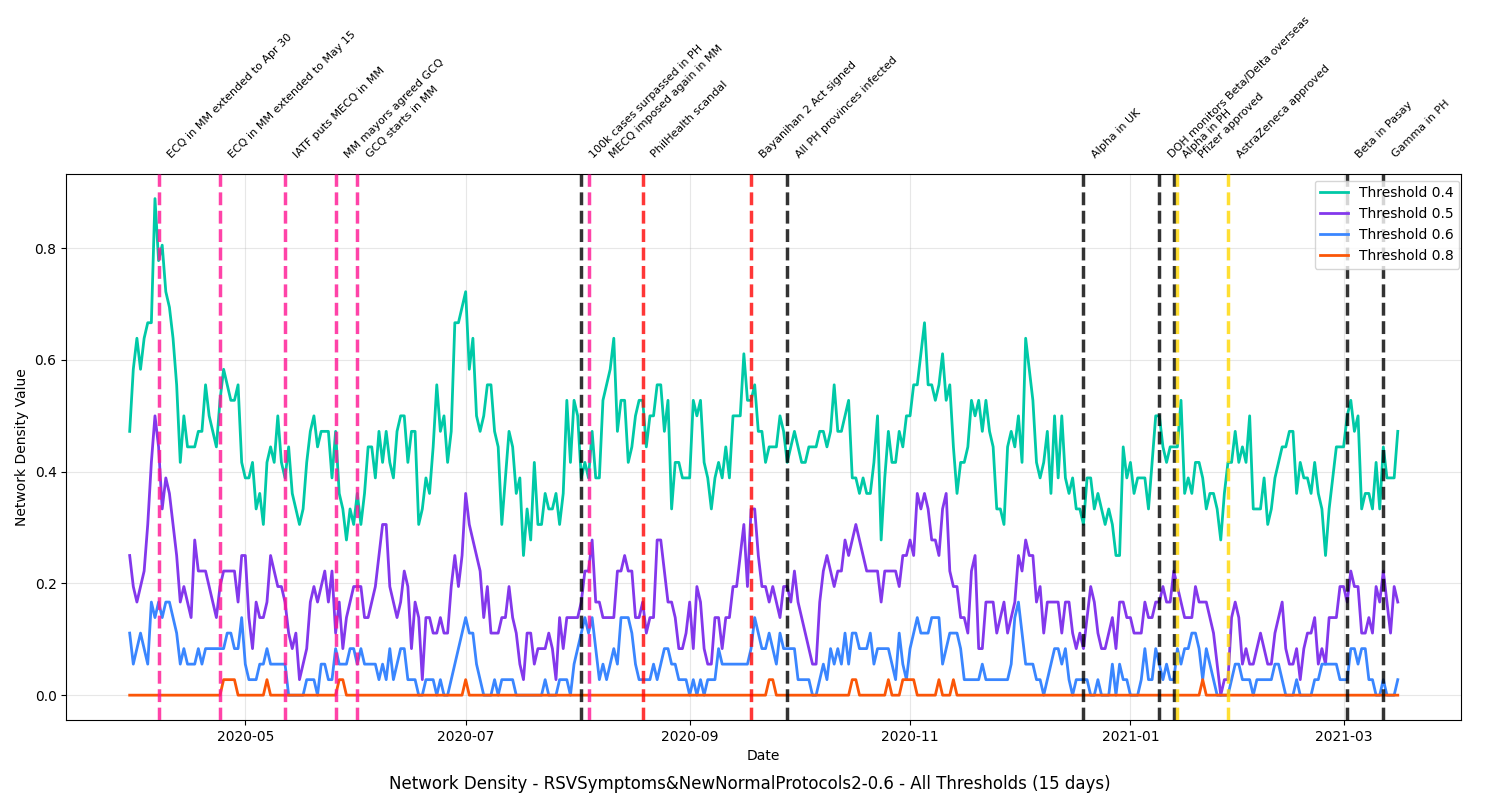 ECQ in MM extended to Apr 30
ECQ in MM extended to May 15
IATF puts MECQ in MM
MM mayors agreed GCQ
GCQ starts in MM
100k cases surpassed in PH
MECQ imposed again in MM
PhilHealth scandal
Bayanihan 2 Act signed
All PH provinces infected
Alpha in UK
DOH monitors Beta/Delta overseas
Alpha in PH
Pfizer approved
AstraZeneca approved
Beta in Pasay
Gamma in PH
Threshold 0.4
Threshold 0.5
Threshold 0.6
Threshold 0.8
Network Density Value
0.8
0.6
0.4
0.2
0.0
2020-05
2020-07
2020-09
2020-11
2021-01
2021-03
Date
Network Density - RSVSymptoms&NewNormalProtocols2-0.6 - All Thresholds (15 days)